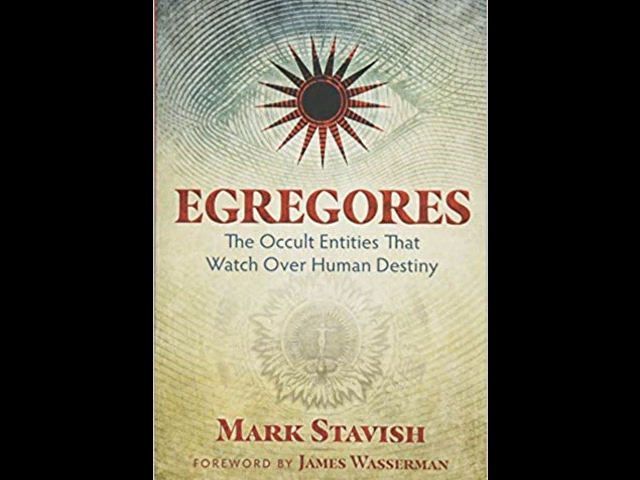 EGREGORES
The Occult Entities That
Watch Over Human Destiny
MARK STAVISH
FOREWORD BY JAMES WASSERMAN